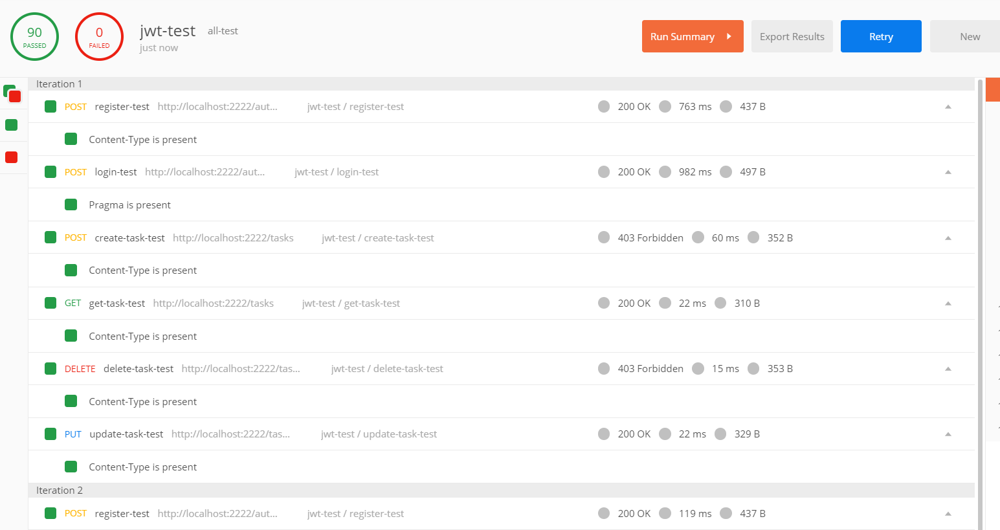 90
PASSED
0
FAILED
jwt-test all-test
just now
Run Summary
Export Results
Retry
New
Iteration 1
POST register-test http://localhost:2222/aut... jwt-test / register-test 200 OK 763 ms 437 B
Content-Type is present
POST login-test http://localhost:2222/aut... jwt-test / login-test 200 OK 982 ms 497 B
Pragma is present
POST create-task-test http://localhost:2222/tasks jwt-test / create-task-test 403 Forbidden 60 ms 352 B
Content-Type is present
GET get-task-test http://localhost:2222/tasks jwt-test / get-task-test 200 OK 22 ms 310 B
Content-Type is present
DELETE delete-task-test http://localhost:2222/tas... jwt-test / delete-task-test 403 Forbidden 15 ms 353 B
Content-Type is present
PUT update-task-test http://localhost:2222/tas... jwt-test / update-task-test 200 OK 22 ms 329 B
Content-Type is present
Iteration 2
POST register-test http://localhost:2222/aut... jwt-test / register-test 200 OK 119 ms 437 B